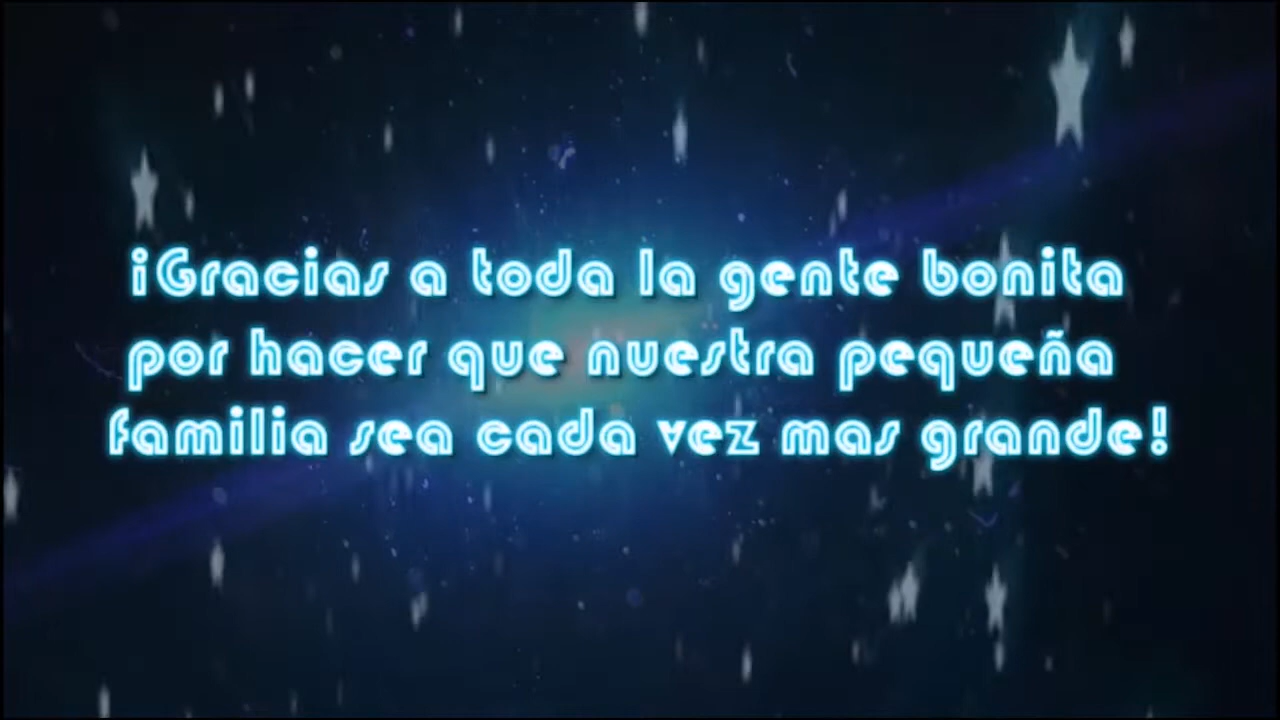 ¡Gracias a toda la gente bonita
por hacer que nuestra pequeña
familia sea cada vez mas grande!